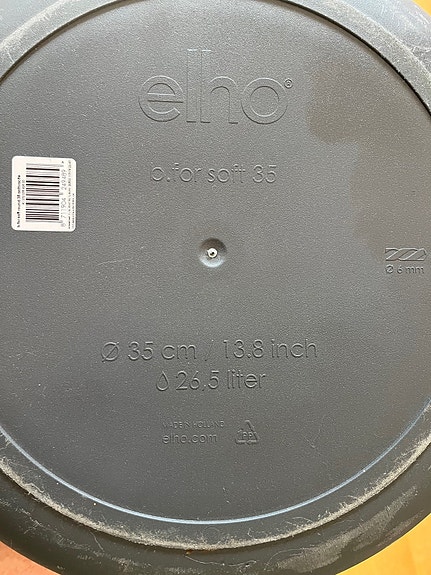 elho®
b.for soft 35
Ø 6 mm
Ø 35 cm / 13.8 inch
26,5 liter
MADE IN HOLLAND
elho.com
PP